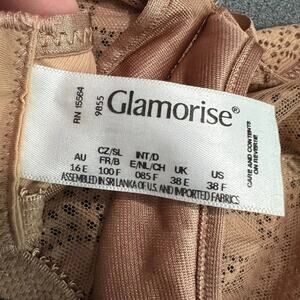 RN 15564
9855
Glamorise®
CARE AND CONTENTS
ON REVERSE
CZ/SL INT/D
AU FR/B E/NL/CH UK US
16 E 100 F 085 F 38 E 38 F
ASSEMBLED IN SRI LANKA OF U.S. AND IMPORTED FABRICS